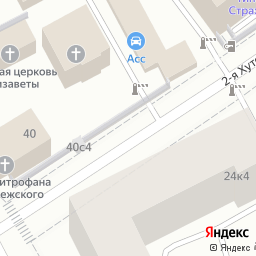 Стра
2-я Хут
Асс
ая церковь
изаветы
40
40с4
итрофана
ежского
24к4
Яндекс
Яндекс